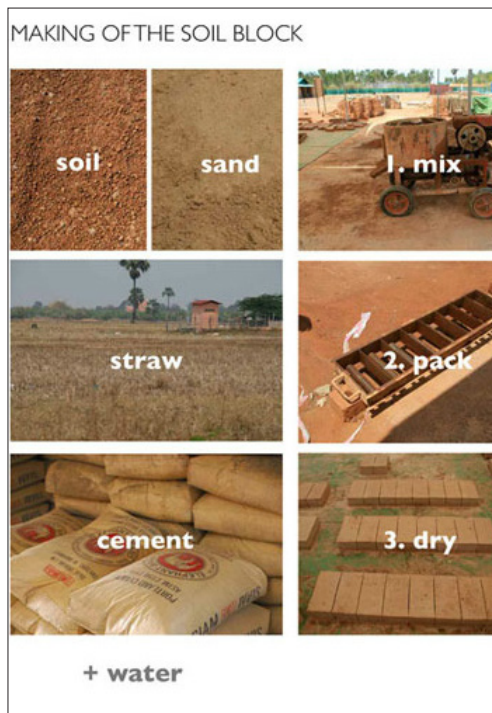 MAKING OF THE SOIL BLOCK
soil
sand
1. mix
straw
2. pack
cement
3. dry
+ water